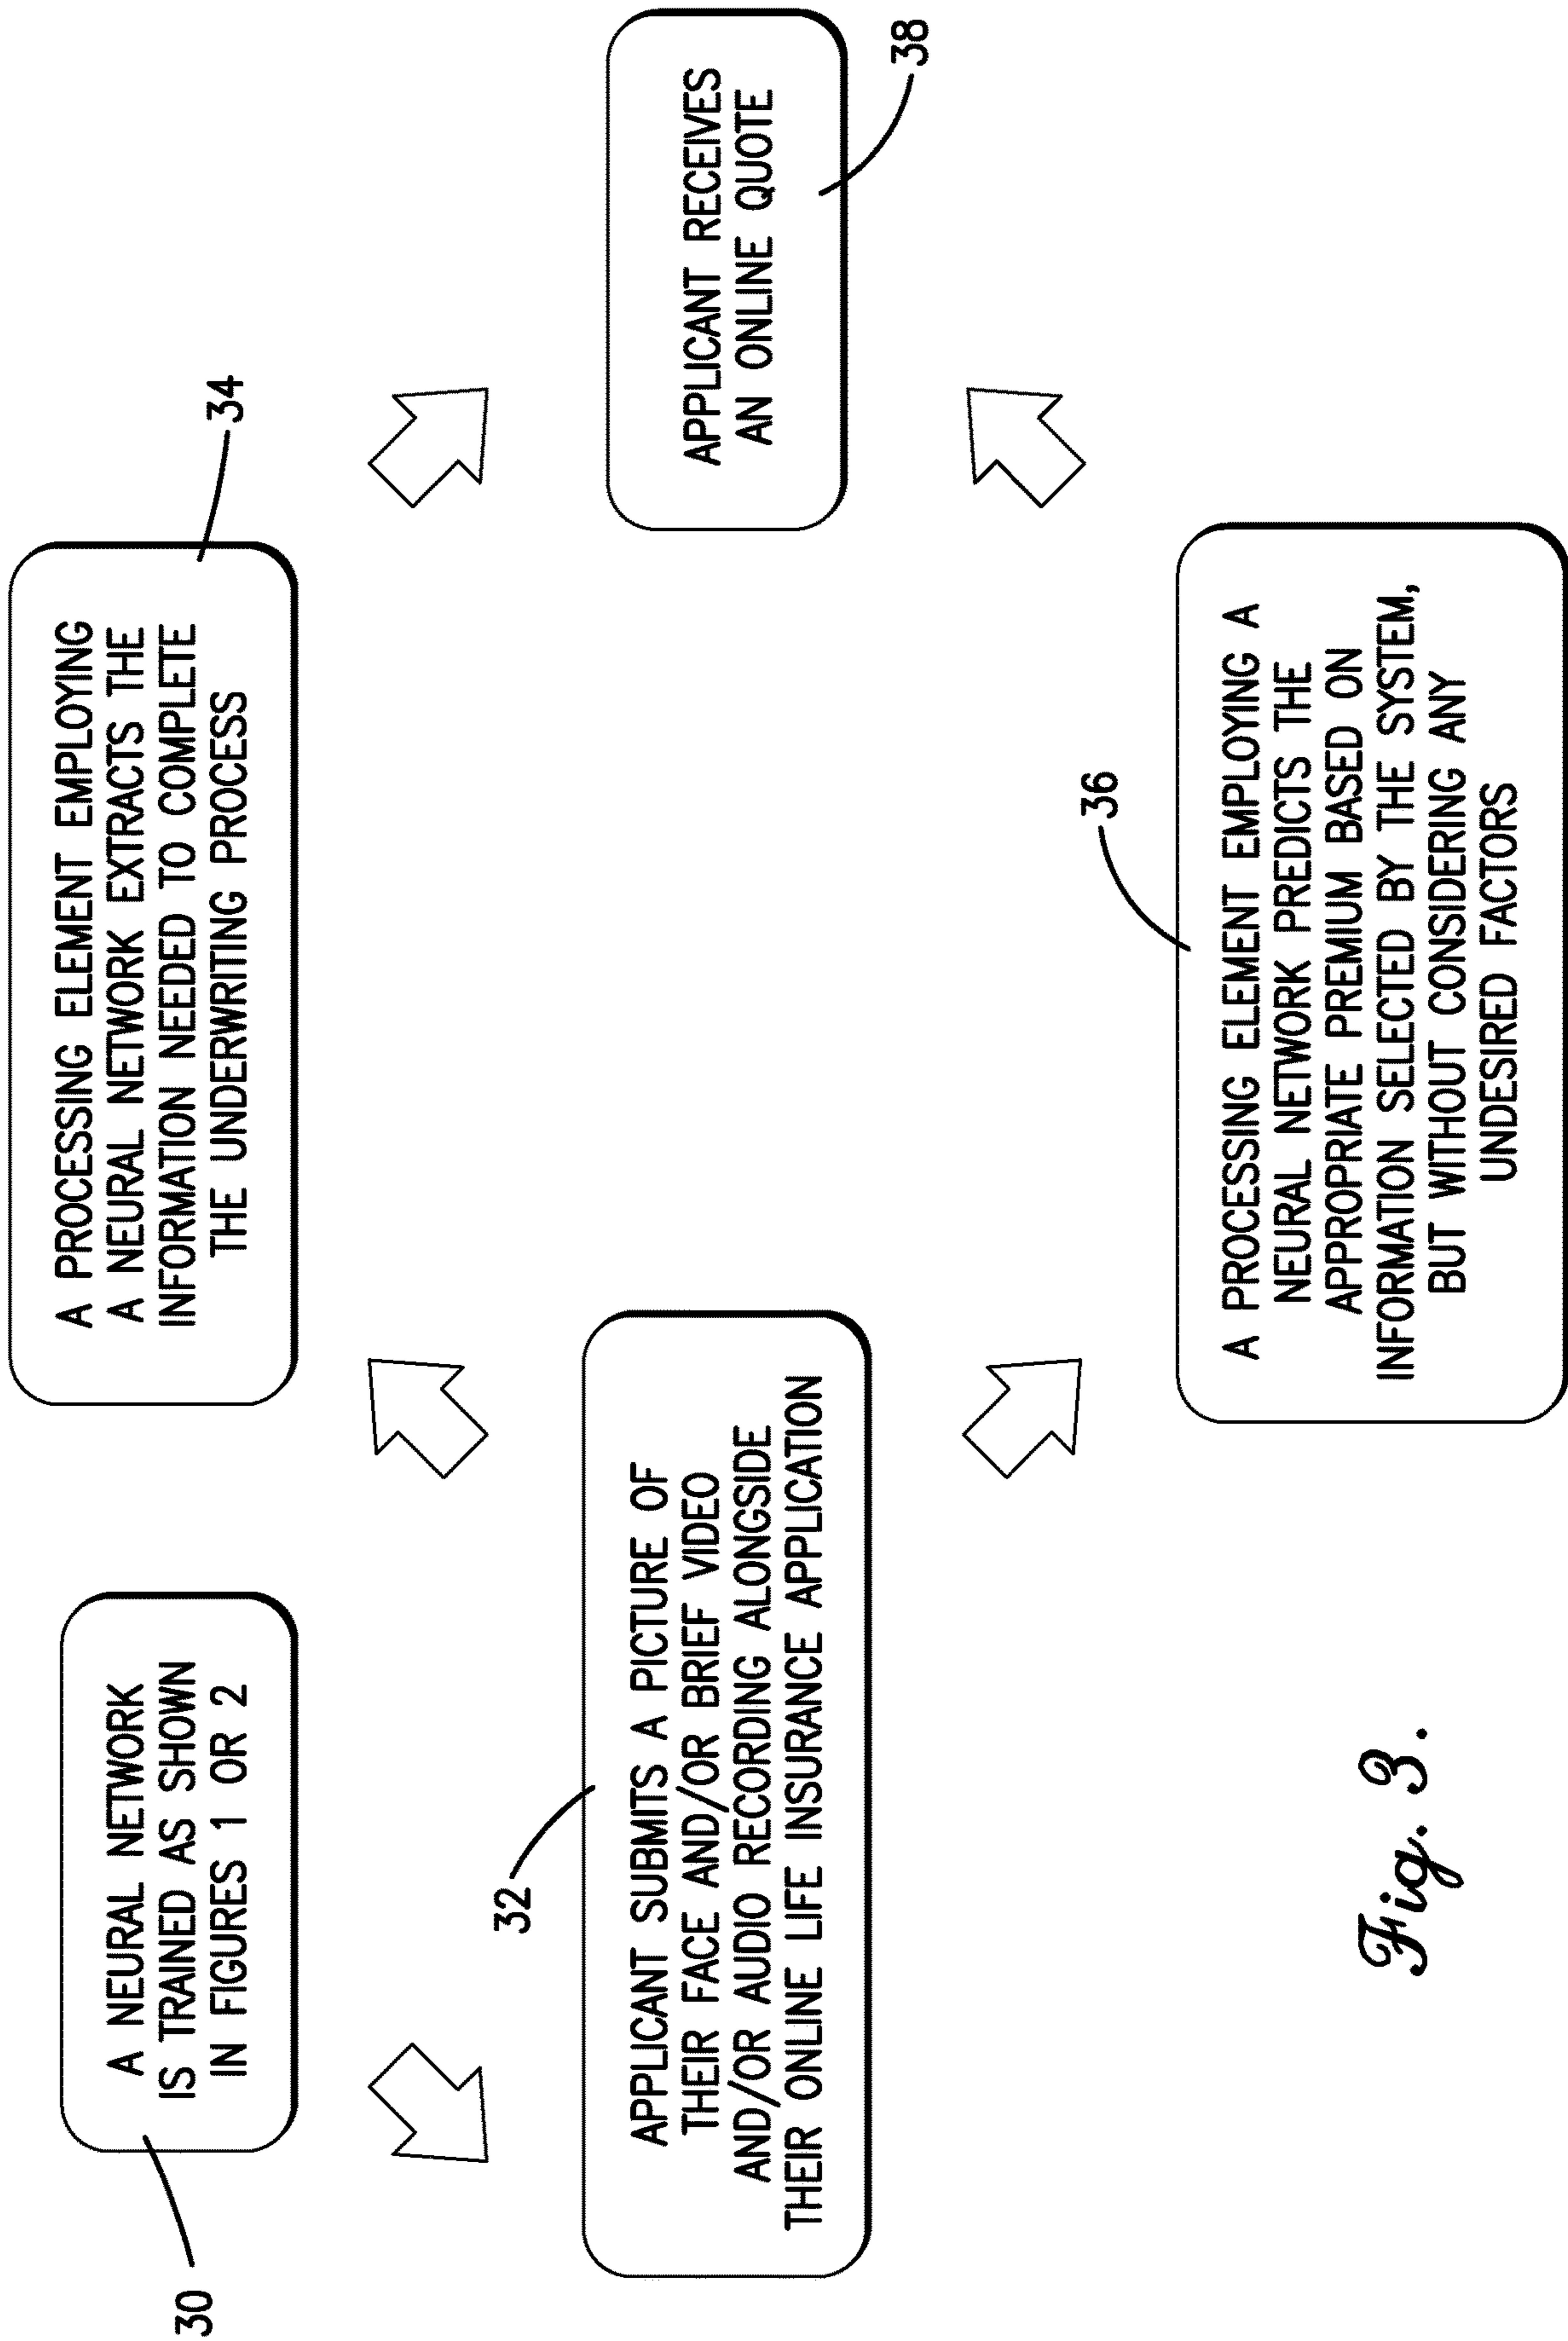 30
A NEURAL NETWORK
IS TRAINED AS SHOWN
IN FIGURES 1 OR 2
32
APPLICANT SUBMITS A PICTURE OF
THEIR FACE AND/OR BRIEF VIDEO
AND/OR AUDIO RECORDING ALONGSIDE
THEIR ONLINE LIFE INSURANCE APPLICATION
34
A PROCESSING ELEMENT EMPLOYING
A NEURAL NETWORK EXTRACTS THE
INFORMATION NEEDED TO COMPLETE
THE UNDERWRITING PROCESS
36
A PROCESSING ELEMENT EMPLOYING A
NEURAL NETWORK PREDICTS THE
APPROPRIATE PREMIUM BASED ON
INFORMATION SELECTED BY THE SYSTEM,
BUT WITHOUT CONSIDERING ANY
UNDESIRED FACTORS
APPLICANT RECEIVES
AN ONLINE QUOTE
38
Fig. 3.